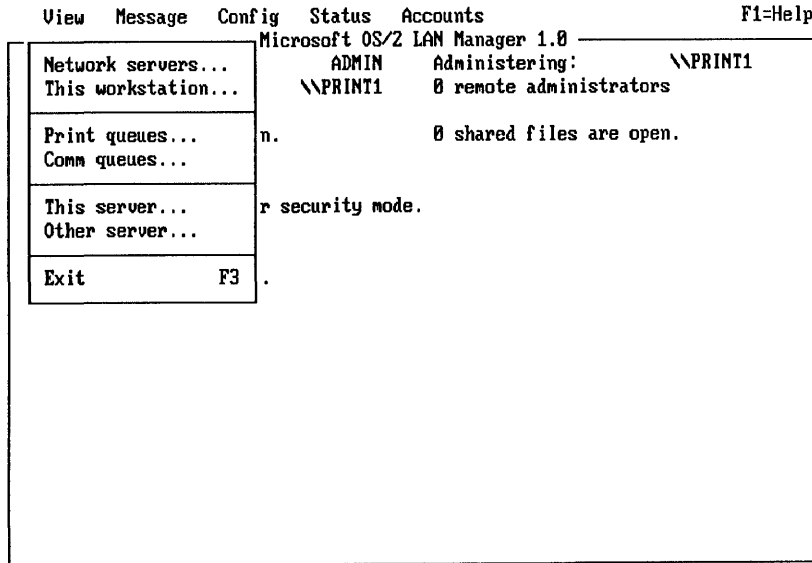 View Message Config Status Accounts F1=Help
Microsoft OS/2 LAN Manager 1.0
Network servers... ADMIN Administering: \\PRINT1
This workstation... \\PRINT1 0 remote administrators
Print queues... n. 0 shared files are open.
Comm queues...
This server... r security mode.
Other server...
Exit F3 .